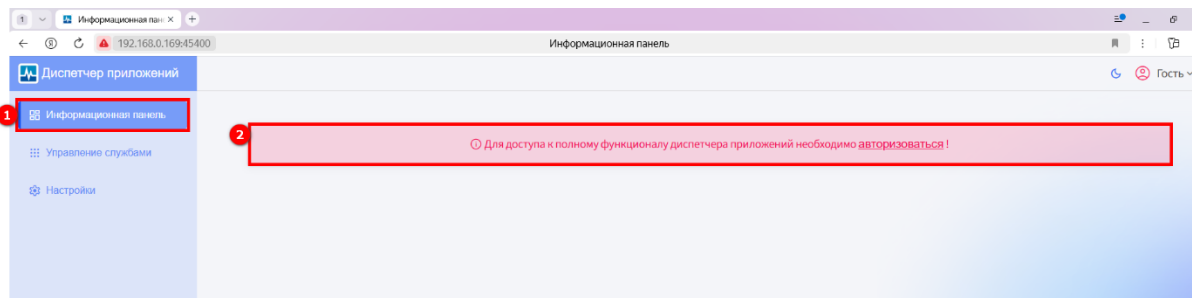 1
Информационная пан
192.168.0.169:45400
Информационная панель
Диспетчер приложений
Гость
1
Информационная панель
2
Для доступа к полному функционалу диспетчера приложений необходимо авторизоваться !
Управление службами
Настройки